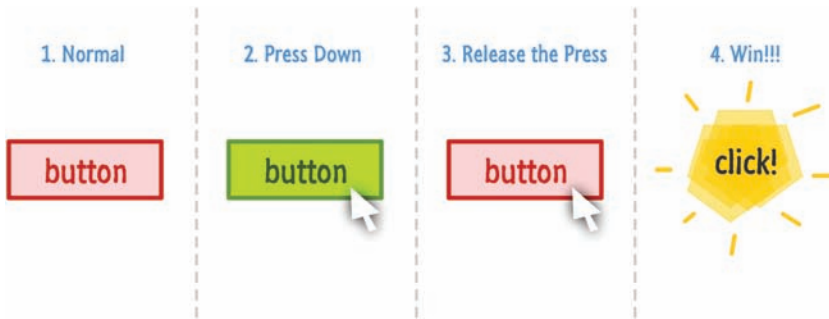 1. Normal
2. Press Down
3. Release the Press
4. Win!!!
button
button
button
click!